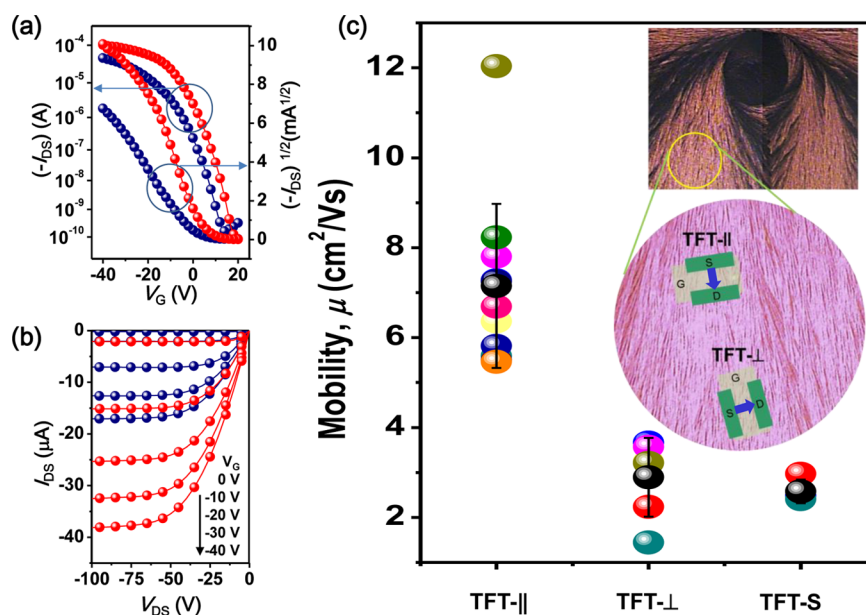 (a)
10⁻⁴
10⁻⁵
10⁻⁶
10⁻⁷
10⁻⁸
10⁻⁹
10⁻¹⁰
(-I_DS) (A)
10
8
6
4
2
0
(-I_DS) ^1/2 (mA^1/2)
-40 -20 0 20
V_G (V)
(b)
0
-10
-20
-30
-40
I_DS (μA)
V_G
0 V
-10 V
-20 V
-30 V
-40 V
-100 -75 -50 -25 0
V_DS (V)
(c)
12
10
8
6
4
2
Mobility, μ (cm²/Vs)
TFT-∥
S
G
D
TFT-⊥
G
S
D
TFT-∥ TFT-⊥ TFT-S